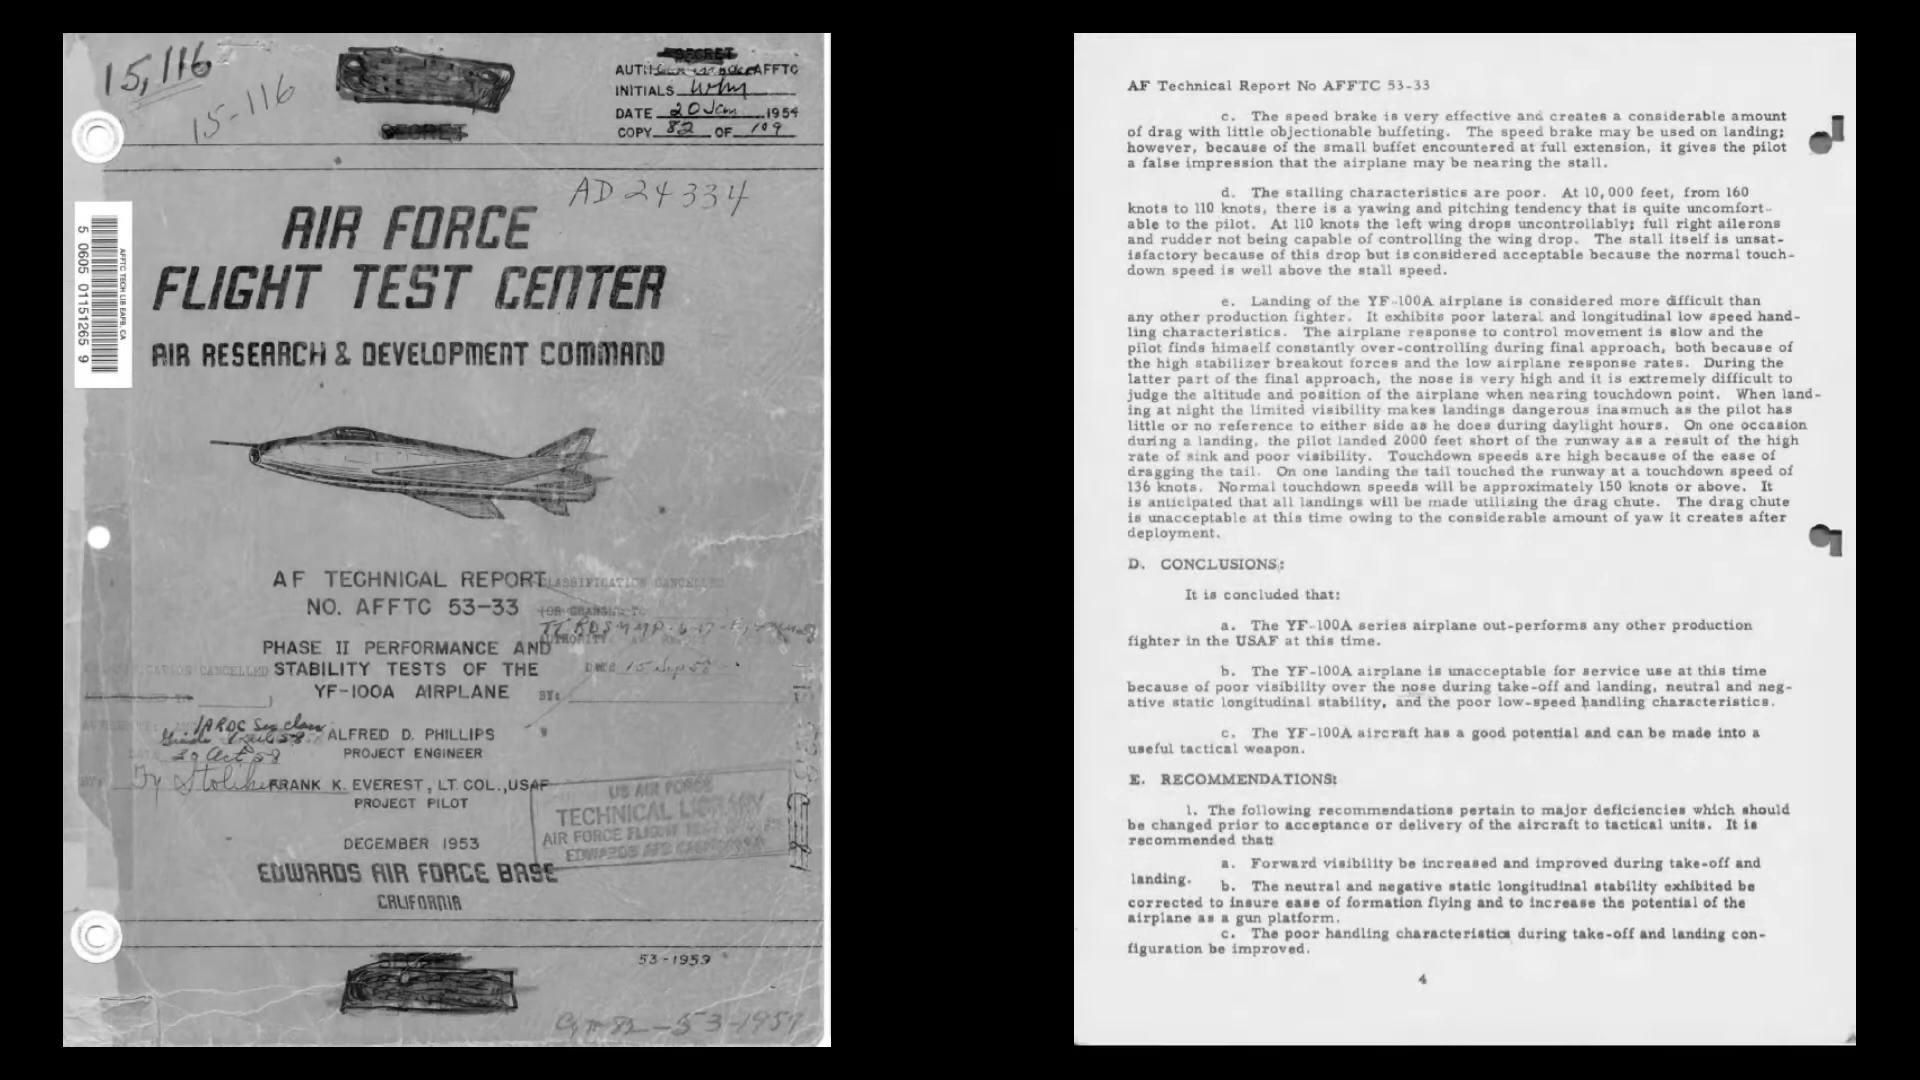 15,116
15-116
SECRET
AUTH: AFFTC
INITIALS
DATE 20 Jan 1954
COPY 82 OF 109
SECRET
AD 24334
AIR FORCE
FLIGHT TEST CENTER
AIR RESEARCH & DEVELOPMENT COMMAND
AFFTC TECH LIB EAFB, CA
5 0605 01151265 9
AF TECHNICAL REPORT
NO. AFFTC 53-33
CLASSIFICATION CANCELLED
PHASE II PERFORMANCE AND
STABILITY TESTS OF THE
YF-100A AIRPLANE
CANCELLED
BY:
ALFRED D. PHILLIPS
PROJECT ENGINEER
FRANK K. EVEREST, LT. COL., USAF
PROJECT PILOT
US AIR FORCE
TECHNICAL LIBRARY
AIR FORCE FLIGHT TEST
EDWARDS AFB CALIFORNIA
DECEMBER 1953
EDWARDS AIR FORCE BASE
CALIFORNIA
53-1959
AF Technical Report No AFFTC 53-33
c. The speed brake is very effective and creates a considerable amount
of drag with little objectionable buffeting. The speed brake may be used on landing;
however, because of the small buffet encountered at full extension, it gives the pilot
a false impression that the airplane may be nearing the stall.
d. The stalling characteristics are poor. At 10,000 feet, from 160
knots to 110 knots, there is a yawing and pitching tendency that is quite uncomfort-
able to the pilot. At 110 knots the left wing drops uncontrollably; full right ailerons
and rudder not being capable of controlling the wing drop. The stall itself is unsat-
isfactory because of this drop but is considered acceptable because the normal touch-
down speed is well above the stall speed.
e. Landing of the YF-100A airplane is considered more difficult than
any other production fighter. It exhibits poor lateral and longitudinal low speed hand-
ling characteristics. The airplane response to control movement is slow and the
pilot finds himself constantly over-controlling during final approach, both because of
the high stabilizer breakout forces and the low airplane response rates. During the
latter part of the final approach, the nose is very high and it is extremely difficult to
judge the altitude and position of the airplane when nearing touchdown point. When land-
ing at night the limited visibility makes landings dangerous inasmuch as the pilot has
little or no reference to either side as he does during daylight hours. On one occasion
during a landing, the pilot landed 2000 feet short of the runway as a result of the high
rate of sink and poor visibility. Touchdown speeds are high because of the ease of
dragging the tail. On one landing the tail touched the runway at a touchdown speed of
136 knots. Normal touchdown speeds will be approximately 150 knots or above. It
is anticipated that all landings will be made utilizing the drag chute. The drag chute
is unacceptable at this time owing to the considerable amount of yaw it creates after
deployment.
D. CONCLUSIONS:
It is concluded that:
a. The YF-100A series airplane out-performs any other production
fighter in the USAF at this time.
b. The YF-100A airplane is unacceptable for service use at this time
because of poor visibility over the nose during take-off and landing, neutral and neg-
ative static longitudinal stability, and the poor low-speed handling characteristics.
c. The YF-100A aircraft has a good potential and can be made into a
useful tactical weapon.
E. RECOMMENDATIONS:
1. The following recommendations pertain to major deficiencies which should
be changed prior to acceptance or delivery of the aircraft to tactical units. It is
recommended that:
a. Forward visibility be increased and improved during take-off and
landing.
b. The neutral and negative static longitudinal stability exhibited be
corrected to insure ease of formation flying and to increase the potential of the
airplane as a gun platform.
c. The poor handling characteristics during take-off and landing con-
figuration be improved.
4